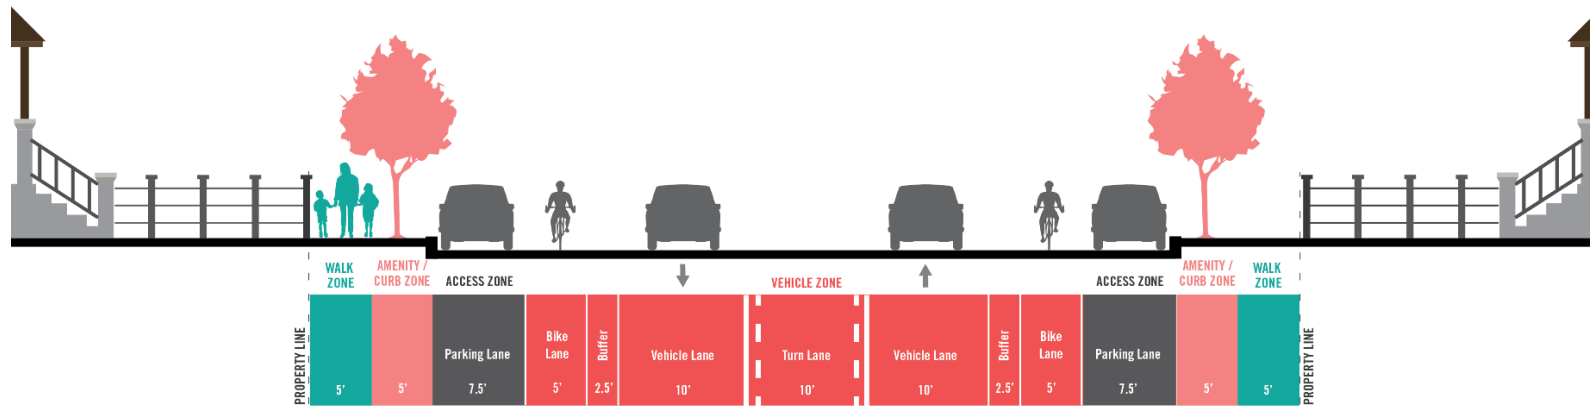 WALK
ZONE
AMENITY /
CURB ZONE
ACCESS ZONE
VEHICLE ZONE
ACCESS ZONE
AMENITY /
CURB ZONE
WALK
ZONE
PROPERTY LINE
5'
5'
Parking Lane
7.5'
Bike
Lane
5'
Buffer
2.5'
Vehicle Lane
10'
Turn Lane
10'
Vehicle Lane
10'
Buffer
2.5'
Bike
Lane
5'
Parking Lane
7.5'
5'
5'
PROPERTY LINE